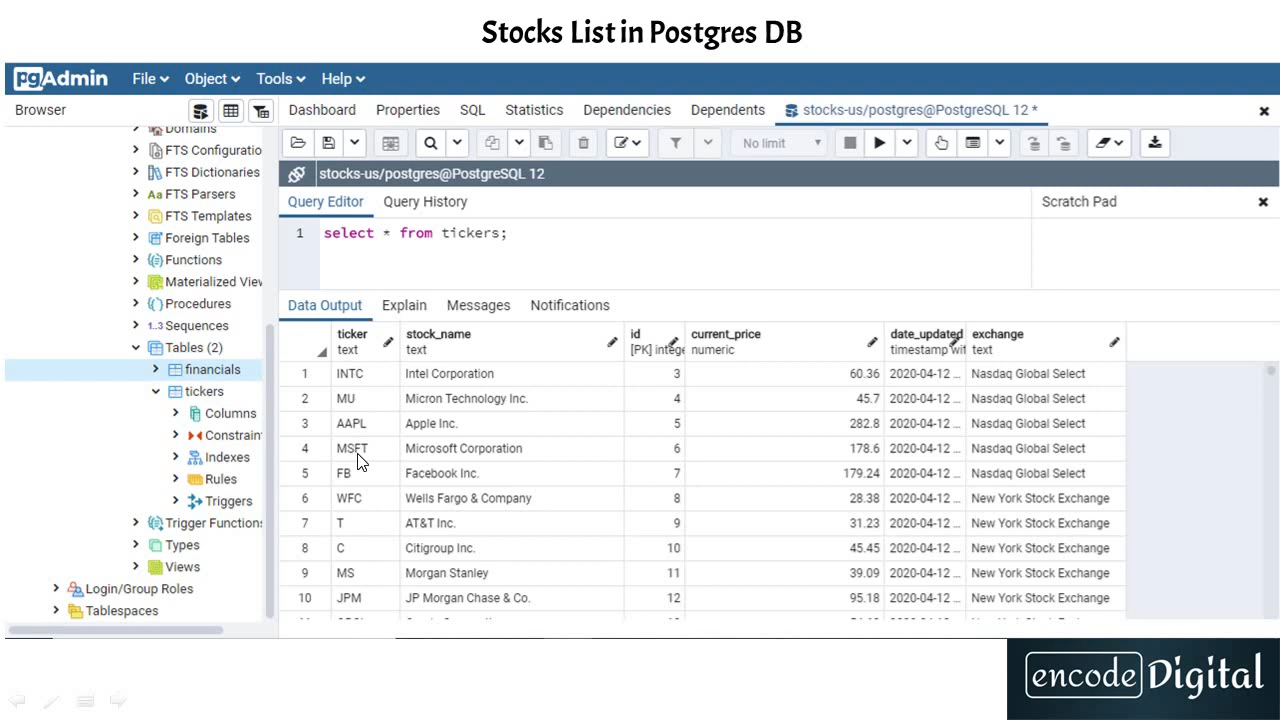 Stocks List in Postgres DB
pgAdmin File Object Tools Help
Browser
Dashboard Properties SQL Statistics Dependencies Dependents stocks-us/postgres@PostgreSQL 12 *
No limit
stocks-us/postgres@PostgreSQL 12
Query Editor Query History
Scratch Pad
1 select * from tickers;
Domains
FTS Configuratio
FTS Dictionaries
Aa FTS Parsers
FTS Templates
Foreign Tables
Functions
Materialized Viev
Procedures
1..3 Sequences
Tables (2)
financials
tickers
Columns
Constrain
Indexes
Rules
Triggers
Trigger Functions
Types
Views
Login/Group Roles
Tablespaces
Data Output Explain Messages Notifications
ticker stock_name id current_price date_updated exchange
text text [PK] intege numeric timestamp wit text
1 INTC Intel Corporation 3 60.36 2020-04-12 ... Nasdaq Global Select
2 MU Micron Technology Inc. 4 45.7 2020-04-12 ... Nasdaq Global Select
3 AAPL Apple Inc. 5 282.8 2020-04-12 ... Nasdaq Global Select
4 MSFT Microsoft Corporation 6 178.6 2020-04-12 ... Nasdaq Global Select
5 FB Facebook Inc. 7 179.24 2020-04-12 ... Nasdaq Global Select
6 WFC Wells Fargo & Company 8 28.38 2020-04-12 ... New York Stock Exchange
7 T AT&T Inc. 9 31.23 2020-04-12 ... New York Stock Exchange
8 C Citigroup Inc. 10 45.45 2020-04-12 ... New York Stock Exchange
9 MS Morgan Stanley 11 39.09 2020-04-12 ... New York Stock Exchange
10 JPM JP Morgan Chase & Co. 12 95.18 2020-04-12 ... New York Stock Exchange
encode Digital